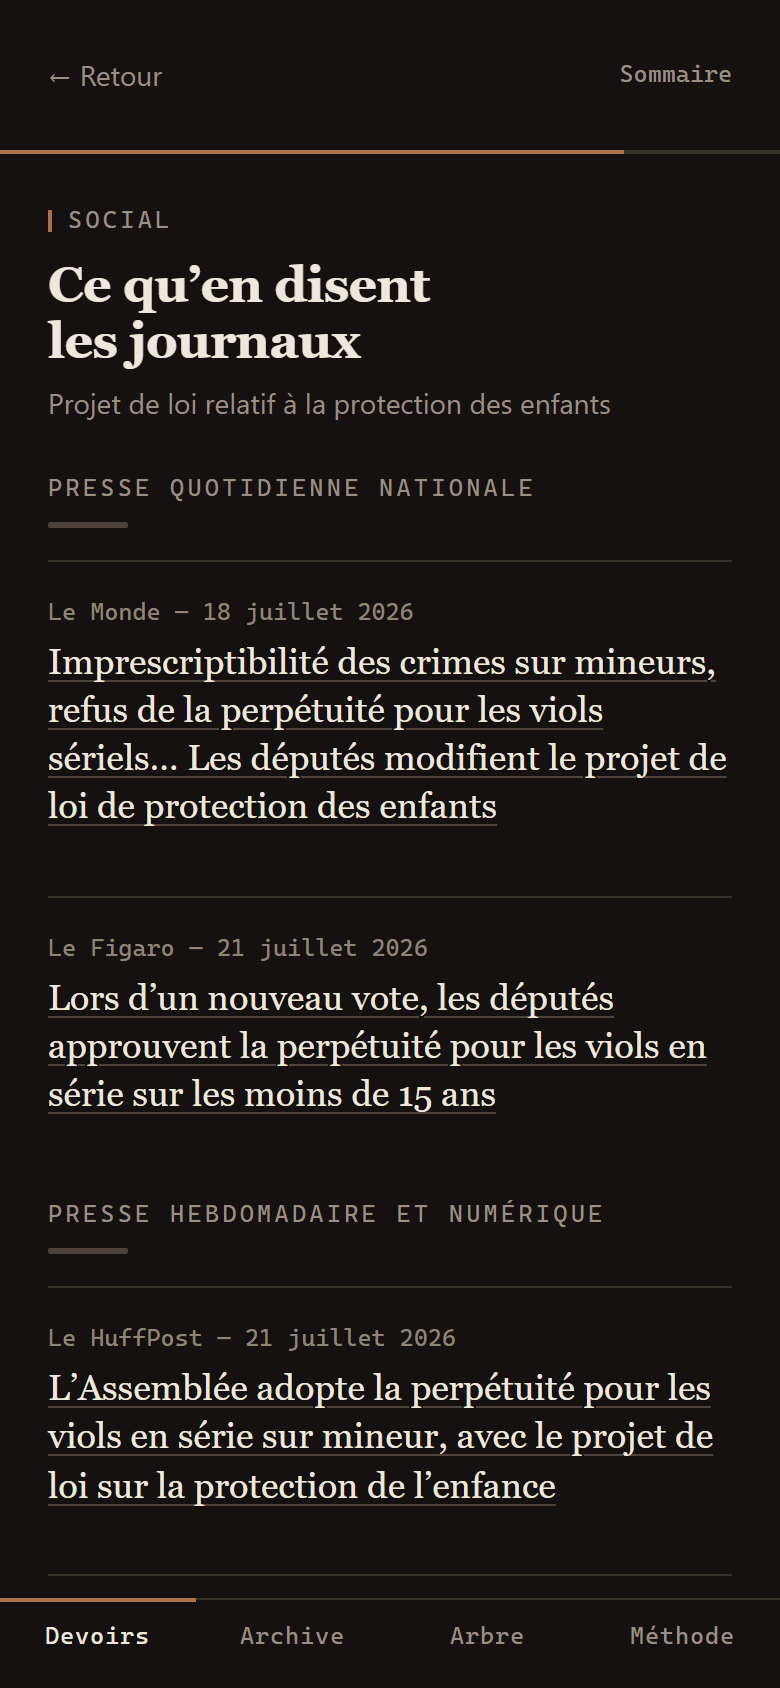 ← Retour
Sommaire
SOCIAL
Ce qu’en disent
les journaux
Projet de loi relatif à la protection des enfants
PRESSE QUOTIDIENNE NATIONALE
Le Monde — 18 juillet 2026
Imprescriptibilité des crimes sur mineurs,
refus de la perpétuité pour les viols
sériels… Les députés modifient le projet de
loi de protection des enfants
Le Figaro — 21 juillet 2026
Lors d’un nouveau vote, les députés
approuvent la perpétuité pour les viols en
série sur les moins de 15 ans
PRESSE HEBDOMADAIRE ET NUMÉRIQUE
Le HuffPost — 21 juillet 2026
L’Assemblée adopte la perpétuité pour les
viols en série sur mineur, avec le projet de
loi sur la protection de l’enfance
Devoirs
Archive
Arbre
Méthode